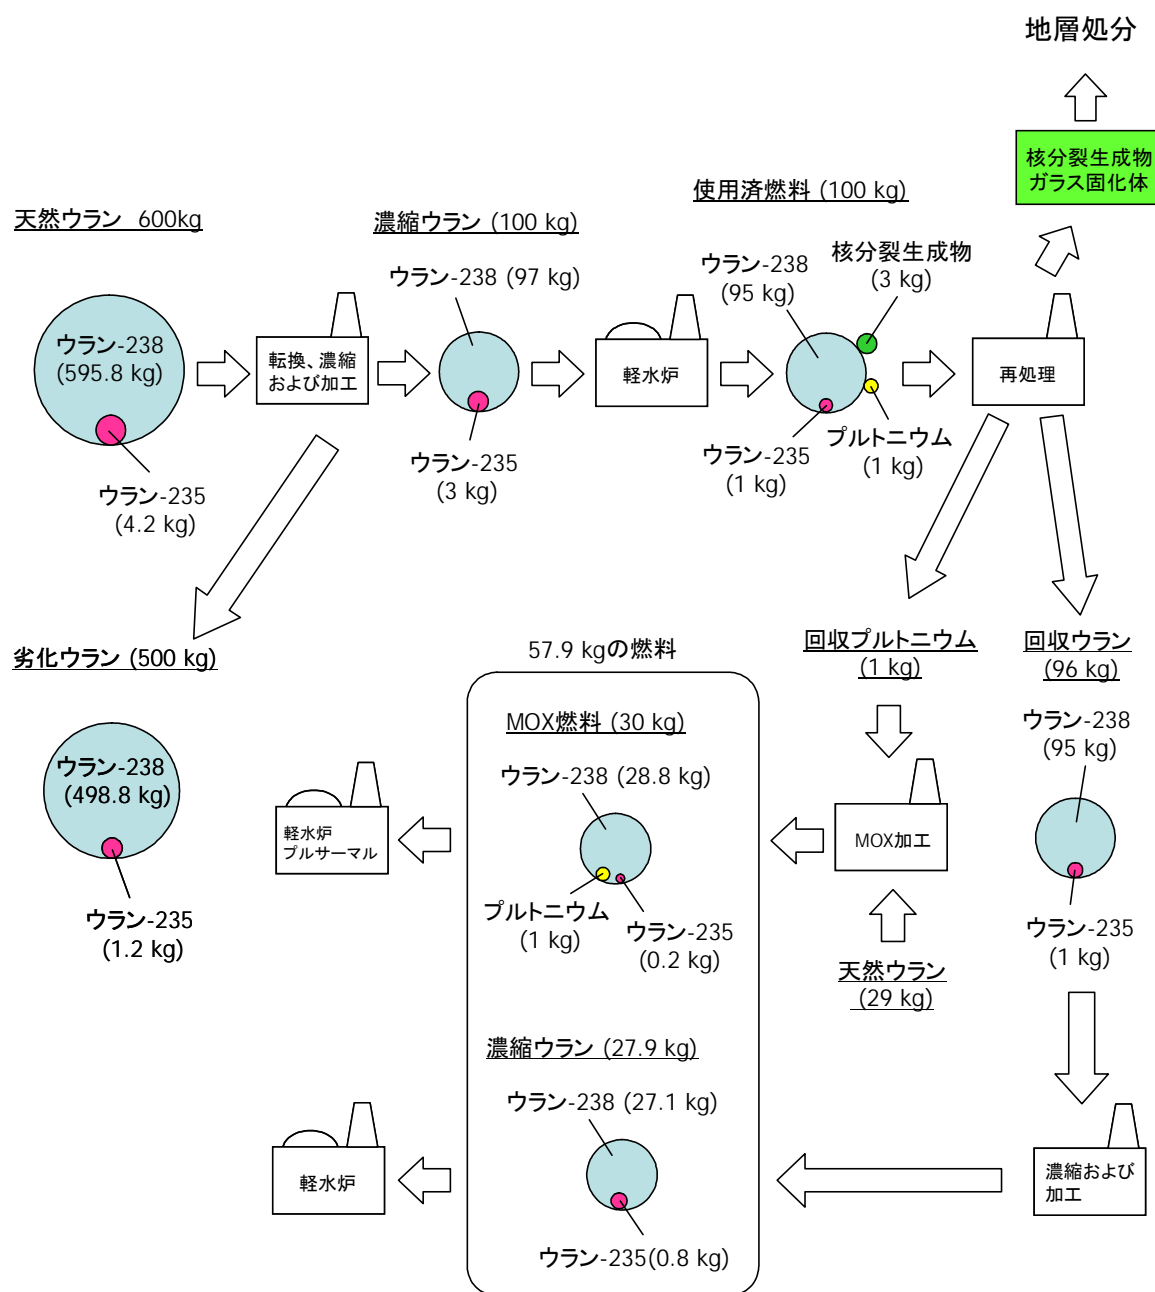 地層処分
核分裂生成物
ガラス固化体
天然ウラン 600kg
濃縮ウラン (100 kg)
使用済燃料 (100 kg)
ウラン-238
(595.8 kg)
ウラン-235
(4.2 kg)
転換、濃縮
および加工
ウラン-238 (97 kg)
ウラン-235
(3 kg)
軽水炉
ウラン-238
(95 kg)
核分裂生成物
(3 kg)
ウラン-235
(1 kg)
プルトニウム
(1 kg)
再処理
劣化ウラン (500 kg)
ウラン-238
(498.8 kg)
ウラン-235
(1.2 kg)
57.9 kgの燃料
MOX燃料 (30 kg)
ウラン-238 (28.8 kg)
プルトニウム
(1 kg)
ウラン-235
(0.2 kg)
軽水炉
プルサーマル
回収プルトニウム
(1 kg)
MOX加工
天然ウラン
(29 kg)
回収ウラン
(96 kg)
ウラン-238
(95 kg)
ウラン-235
(1 kg)
濃縮ウラン (27.9 kg)
ウラン-238 (27.1 kg)
ウラン-235(0.8 kg)
軽水炉
濃縮および
加工